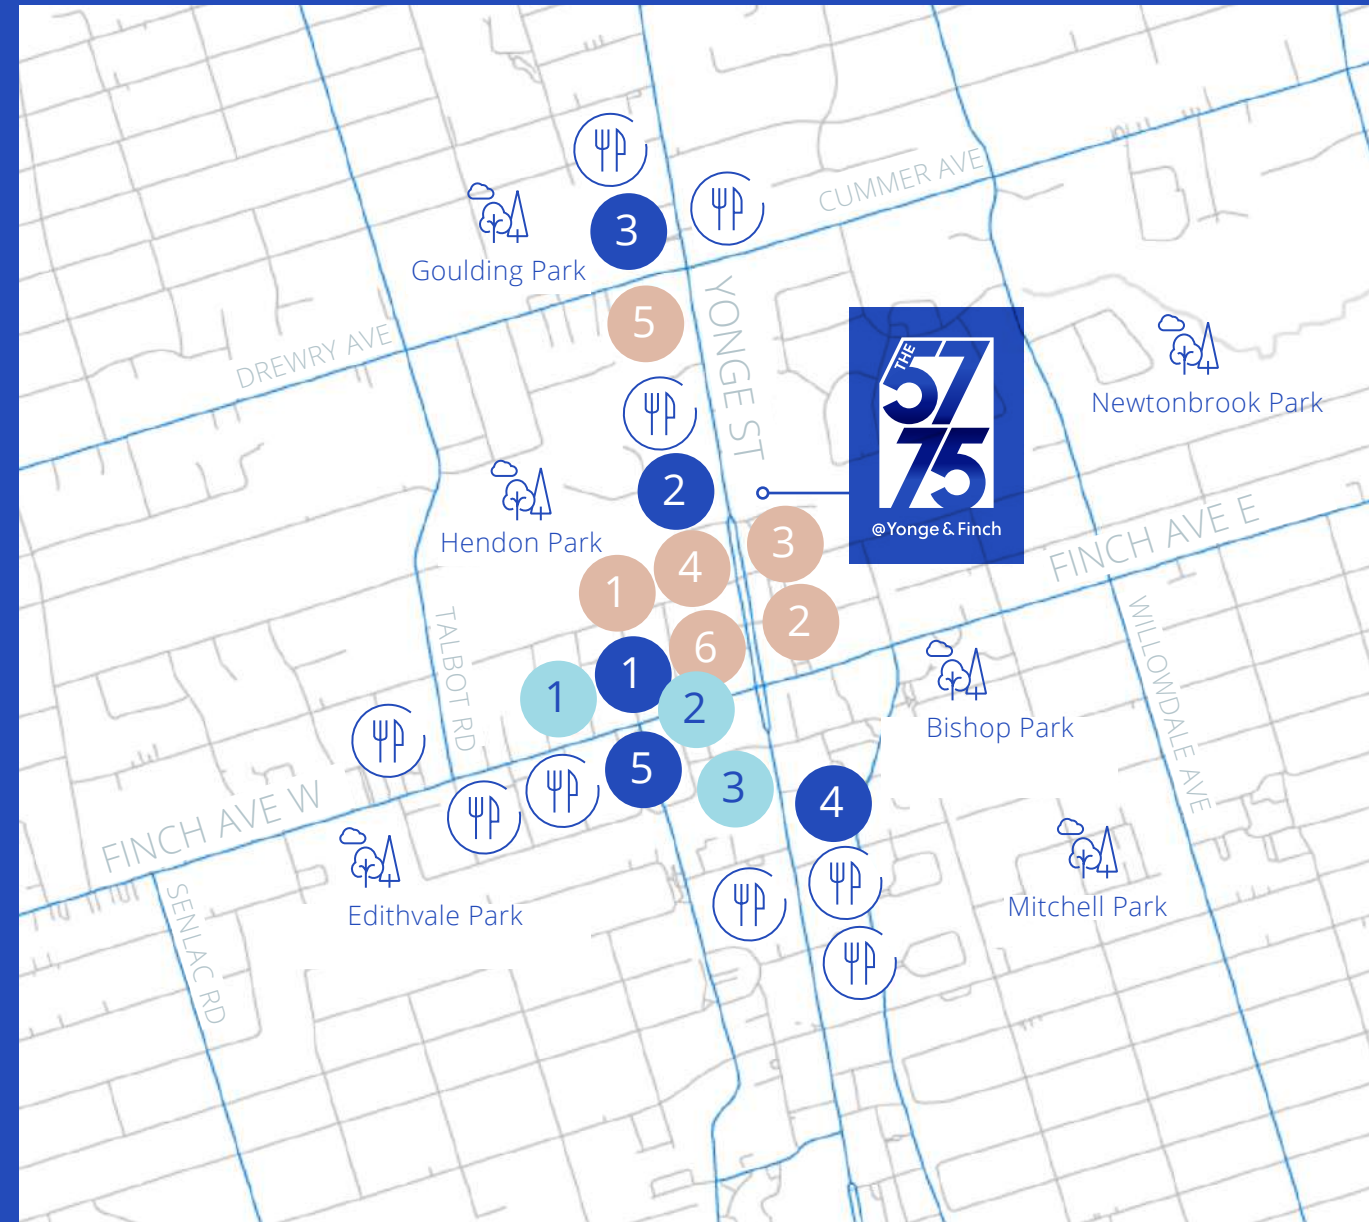 CUMMER AVE
3
Goulding Park
YONGE ST
5
DREWRY AVE
THE
57
75
@Yonge & Finch
Newtonbrook Park
2
Hendon Park
3
4
1
2
6
FINCH AVE E
TALBOT RD
1
1
2
WILLOWDALE AVE
Bishop Park
5
3
4
FINCH AVE W
SENLAC RD
Edithvale Park
Mitchell Park